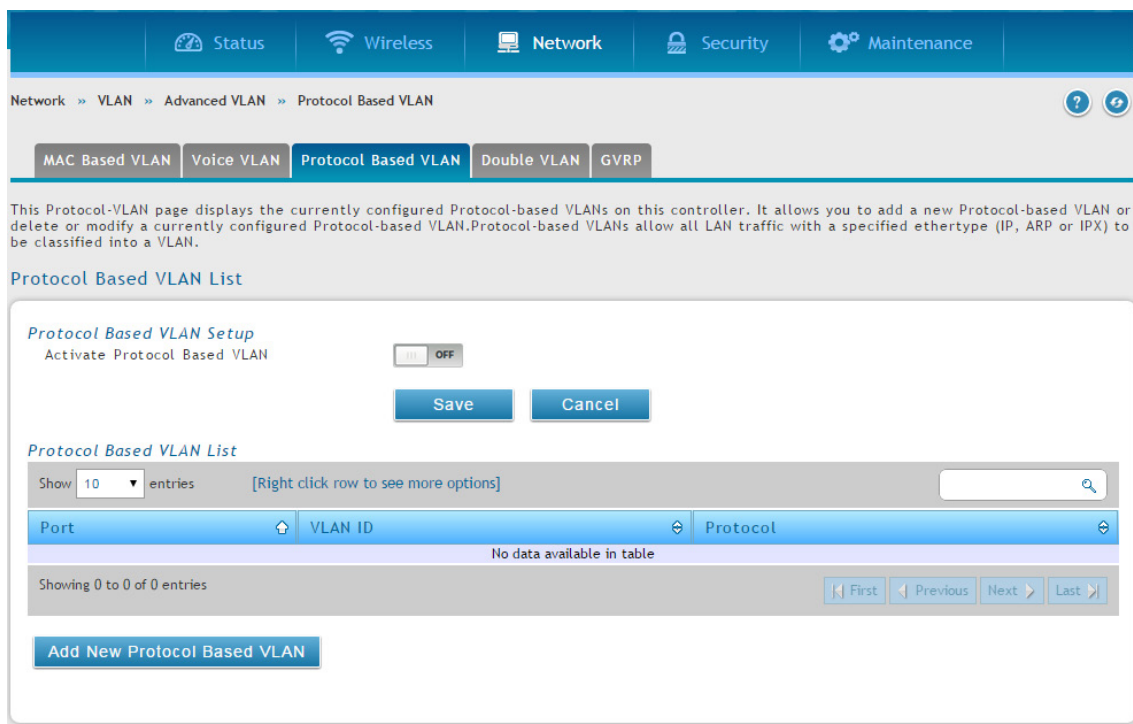 Status Wireless Network Security Maintenance
Network » VLAN » Advanced VLAN » Protocol Based VLAN
MAC Based VLAN Voice VLAN Protocol Based VLAN Double VLAN GVRP
This Protocol-VLAN page displays the currently configured Protocol-based VLANs on this controller. It allows you to add a new Protocol-based VLAN or
delete or modify a currently configured Protocol-based VLAN.Protocol-based VLANs allow all LAN traffic with a specified ethertype (IP, ARP or IPX) to
be classified into a VLAN.
Protocol Based VLAN List
Protocol Based VLAN Setup
Activate Protocol Based VLAN OFF
Save Cancel
Protocol Based VLAN List
Show 10 entries [Right click row to see more options]
Port VLAN ID Protocol
No data available in table
Showing 0 to 0 of 0 entries First Previous Next Last
Add New Protocol Based VLAN